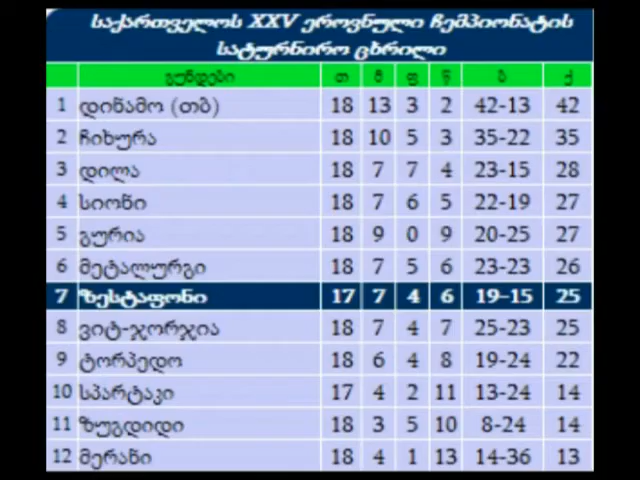 საქართველოს XXV ეროვნული ჩემპიონატის
სატურნირო ცხრილი
გუნდები თ მ ფ წ ბ ქ
1 დინამო (თბ) 18 13 3 2 42-13 42
2 ჩიხურა 18 10 5 3 35-22 35
3 დილა 18 7 7 4 23-15 28
4 სიონი 18 7 6 5 22-19 27
5 გურია 18 9 0 9 20-25 27
6 მეტალურგი 18 7 5 6 23-23 26
7 ზესტაფონი 17 7 4 6 19-15 25
8 ვიტ-ჯორჯია 18 7 4 7 25-23 25
9 ტორპედო 18 6 4 8 19-24 22
10 სპარტაკი 17 4 2 11 13-24 14
11 ზუგდიდი 18 3 5 10 8-24 14
12 მერანი 18 4 1 13 14-36 13